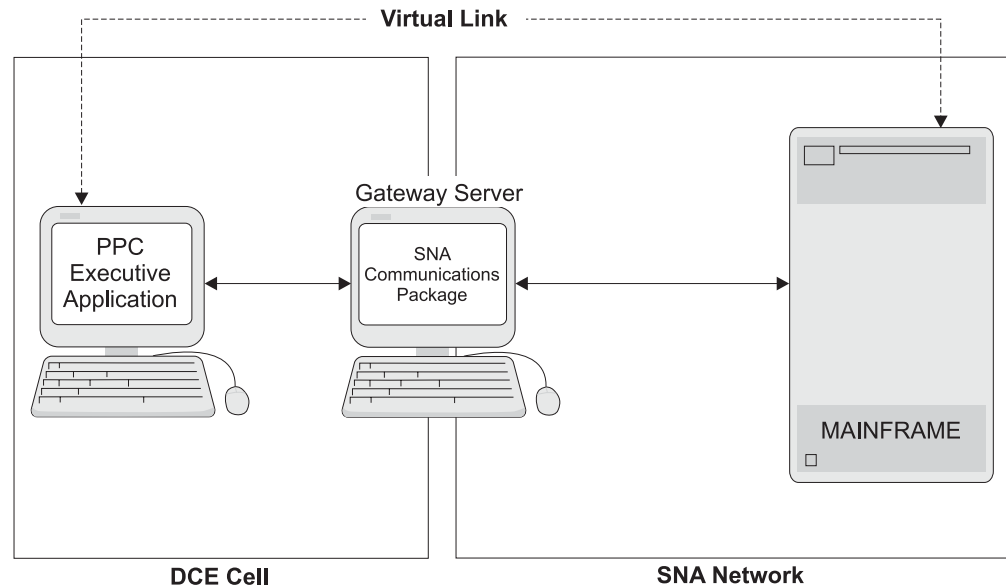 Virtual Link
Gateway Server
PPC
Executive
Application
SNA
Communications
Package
MAINFRAME
DCE Cell
SNA Network